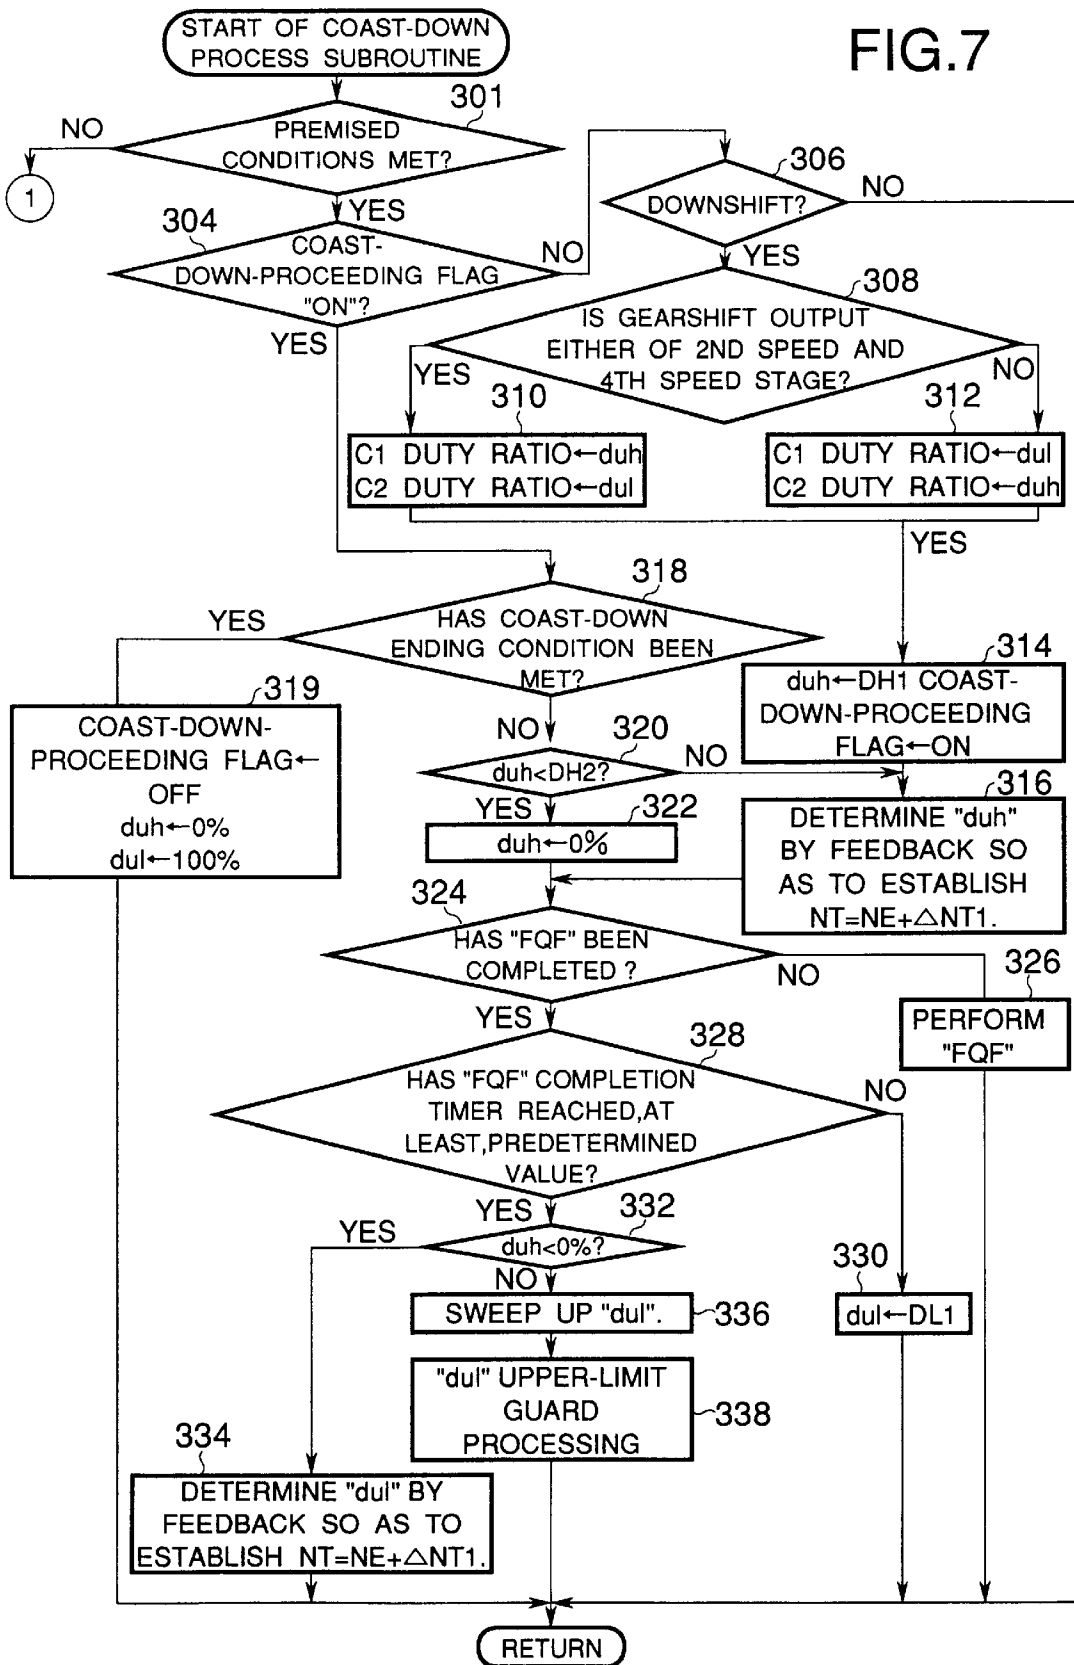 START OF COAST-DOWN
PROCESS SUBROUTINE
FIG.7
301
NO
PREMISED
CONDITIONS MET?
1
YES
306
DOWNSHIFT?
NO
YES
304
COAST-
DOWN-PROCEEDING FLAG
"ON"?
NO
YES
308
IS GEARSHIFT OUTPUT
EITHER OF 2ND SPEED AND
4TH SPEED STAGE?
YES
NO
310
C1 DUTY RATIO←duh
C2 DUTY RATIO←dul
312
C1 DUTY RATIO←dul
C2 DUTY RATIO←duh
YES
318
YES
HAS COAST-DOWN
ENDING CONDITION BEEN
MET?
NO
314
duh←DH1 COAST-
DOWN-PROCEEDING
FLAG←ON
319
COAST-DOWN-
PROCEEDING FLAG←
OFF
duh←0%
dul←100%
320
duh<DH2?
NO
YES
322
duh←0%
316
DETERMINE "duh"
BY FEEDBACK SO
AS TO ESTABLISH
NT=NE+△NT1.
324
HAS "FQF" BEEN
COMPLETED ?
NO
YES
326
PERFORM
"FQF"
328
HAS "FQF" COMPLETION
TIMER REACHED,AT
LEAST,PREDETERMINED
VALUE?
NO
YES
332
YES
duh<0%?
NO
330
dul←DL1
SWEEP UP "dul".
336
"dul" UPPER-LIMIT
GUARD
PROCESSING
338
334
DETERMINE "dul" BY
FEEDBACK SO AS TO
ESTABLISH NT=NE+△NT1.
RETURN